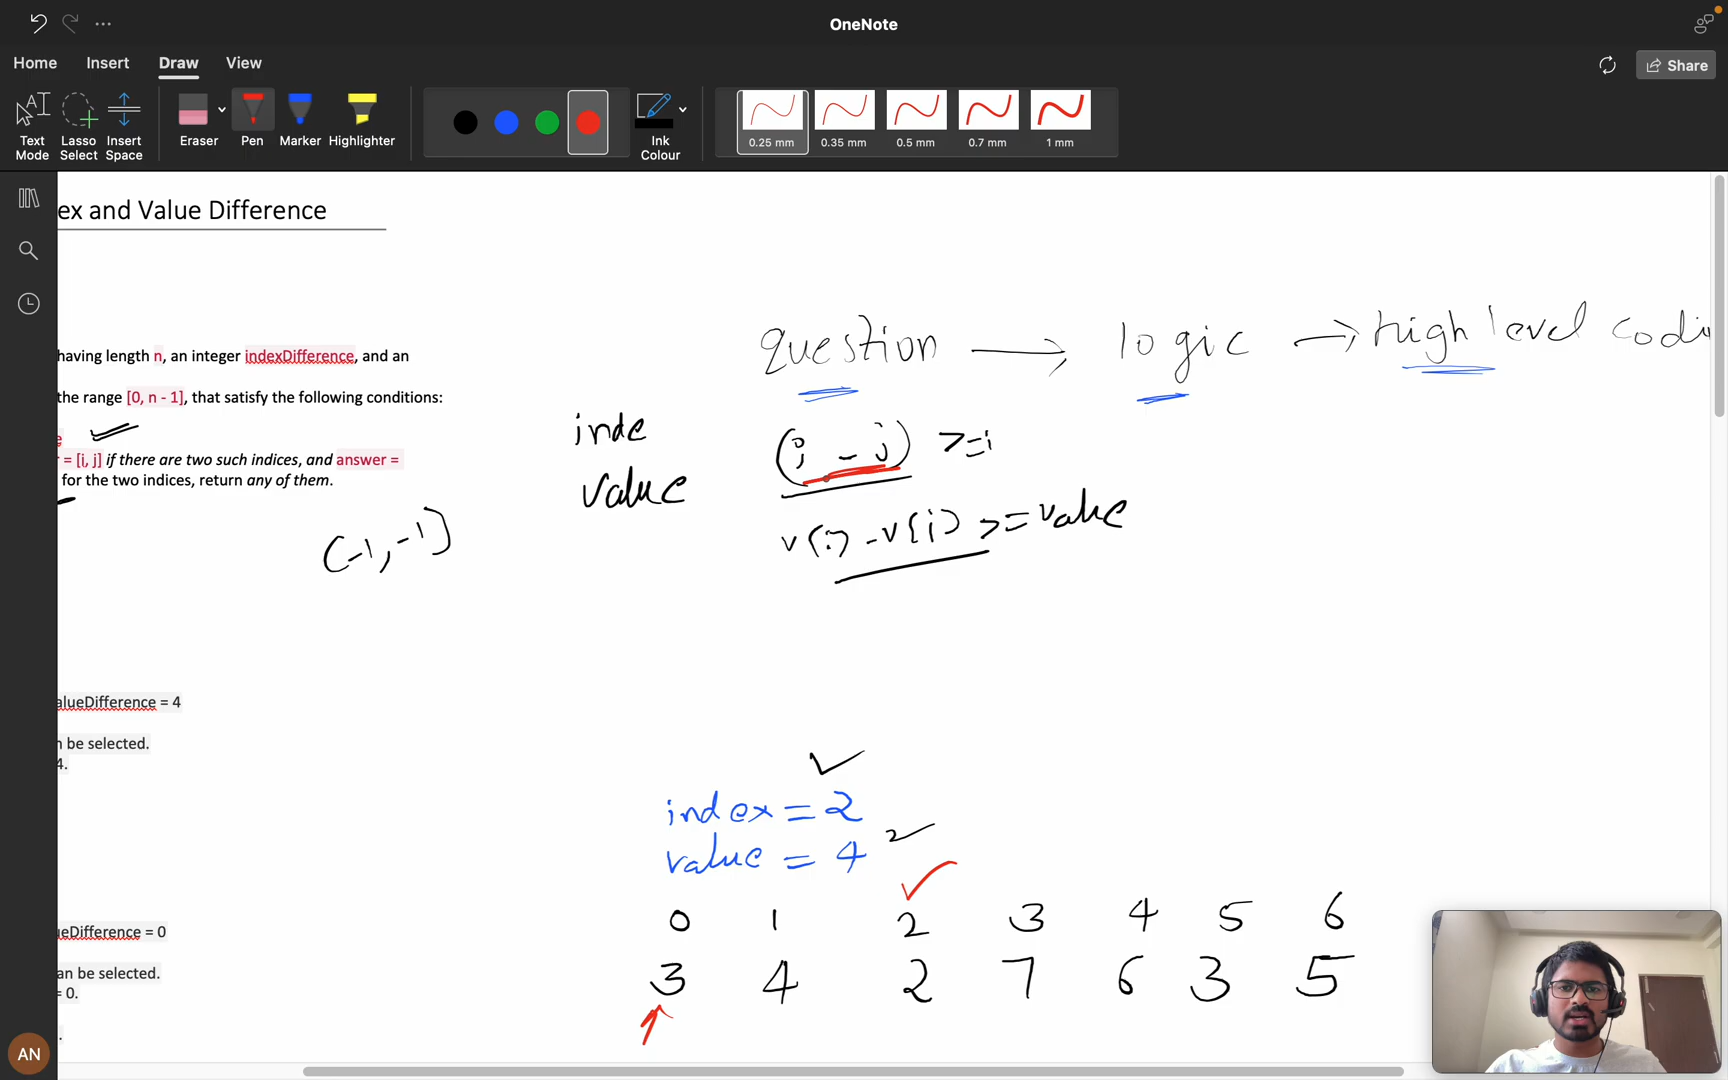 OneNote
Home Insert Draw View
Share
Text Mode
Lasso Select
Insert Space
Eraser
Pen
Marker
Highlighter
Ink Colour
0.25 mm
0.35 mm
0.5 mm
0.7 mm
1 mm
ex and Value Difference
having length n, an integer indexDifference, and an
the range [0, n - 1], that satisfy the following conditions:
e
= [i, j] if there are two such indices, and answer =
for the two indices, return any of them.
question → logic → high level codi
inde (i - j) >= i
value
v(i) - v(j) >= value
(-1, -1)
alueDifference = 4
n be selected.
4.
index = 2
value = 4
0 1 2 3 4 5 6
3 4 2 7 6 3 5
ueDifference = 0
an be selected.
= 0.
AN